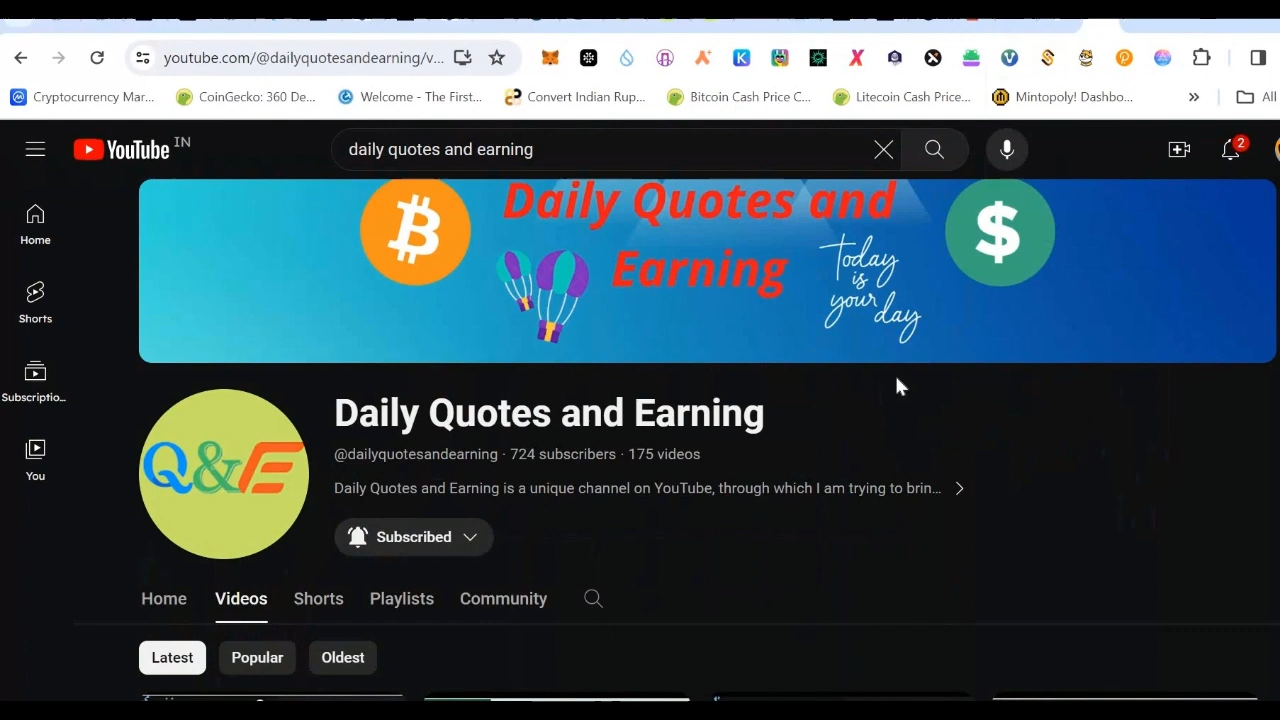 youtube.com/@dailyquotesandearning/v...
Cryptocurrency Mar...
CoinGecko: 360 De...
Welcome - The First...
Convert Indian Rup...
Bitcoin Cash Price C...
Litecoin Cash Price...
Mintopoly! Dashbo...
All
YouTube IN
daily quotes and earning
2
Home
Shorts
Subscriptio...
You
Daily Quotes and
Earning
Today
is
your day
Q&E
Daily Quotes and Earning
@dailyquotesandearning · 724 subscribers · 175 videos
Daily Quotes and Earning is a unique channel on YouTube, through which I am trying to brin...
Subscribed
Home Videos Shorts Playlists Community
Latest Popular Oldest